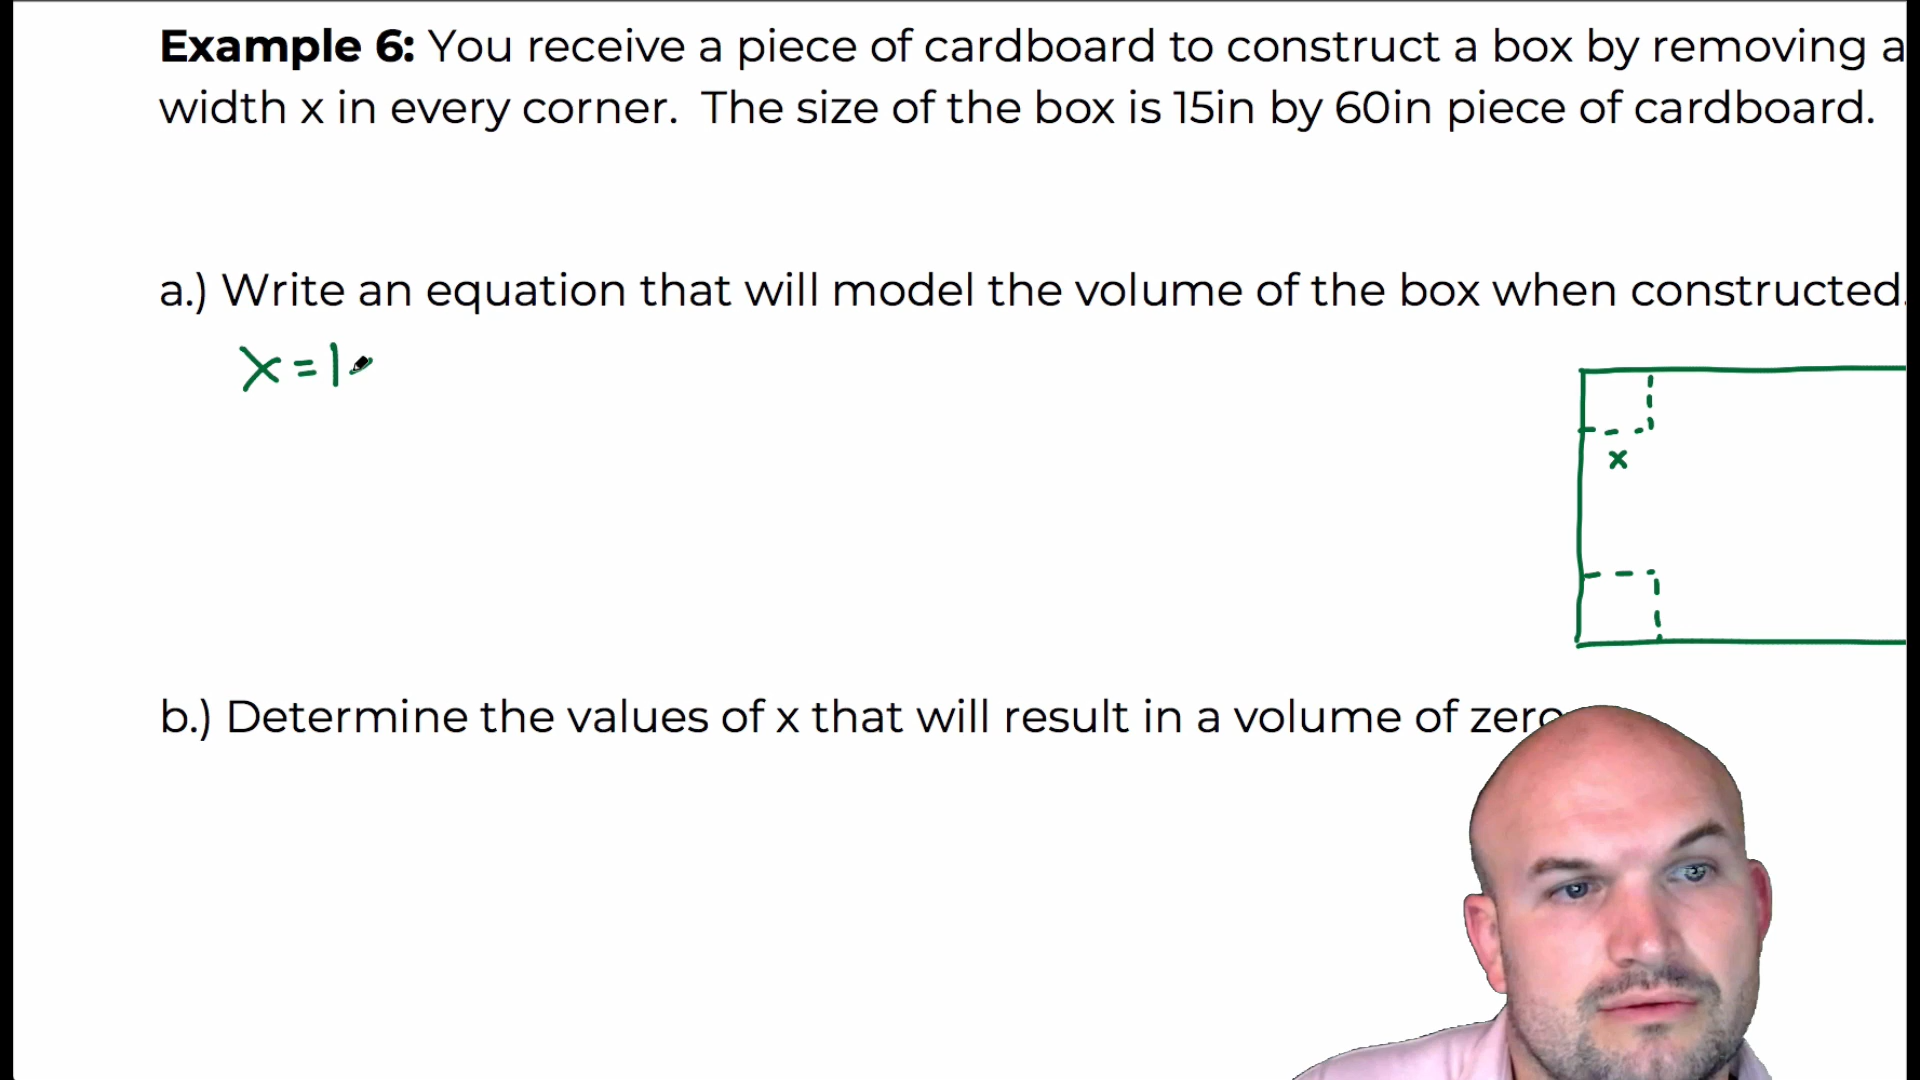 Example 6: You receive a piece of cardboard to construct a box by removing a
width x in every corner. The size of the box is 15in by 60in piece of cardboard.
a.) Write an equation that will model the volume of the box when constructed.
x = 1
x
b.) Determine the values of x that will result in a volume of zero